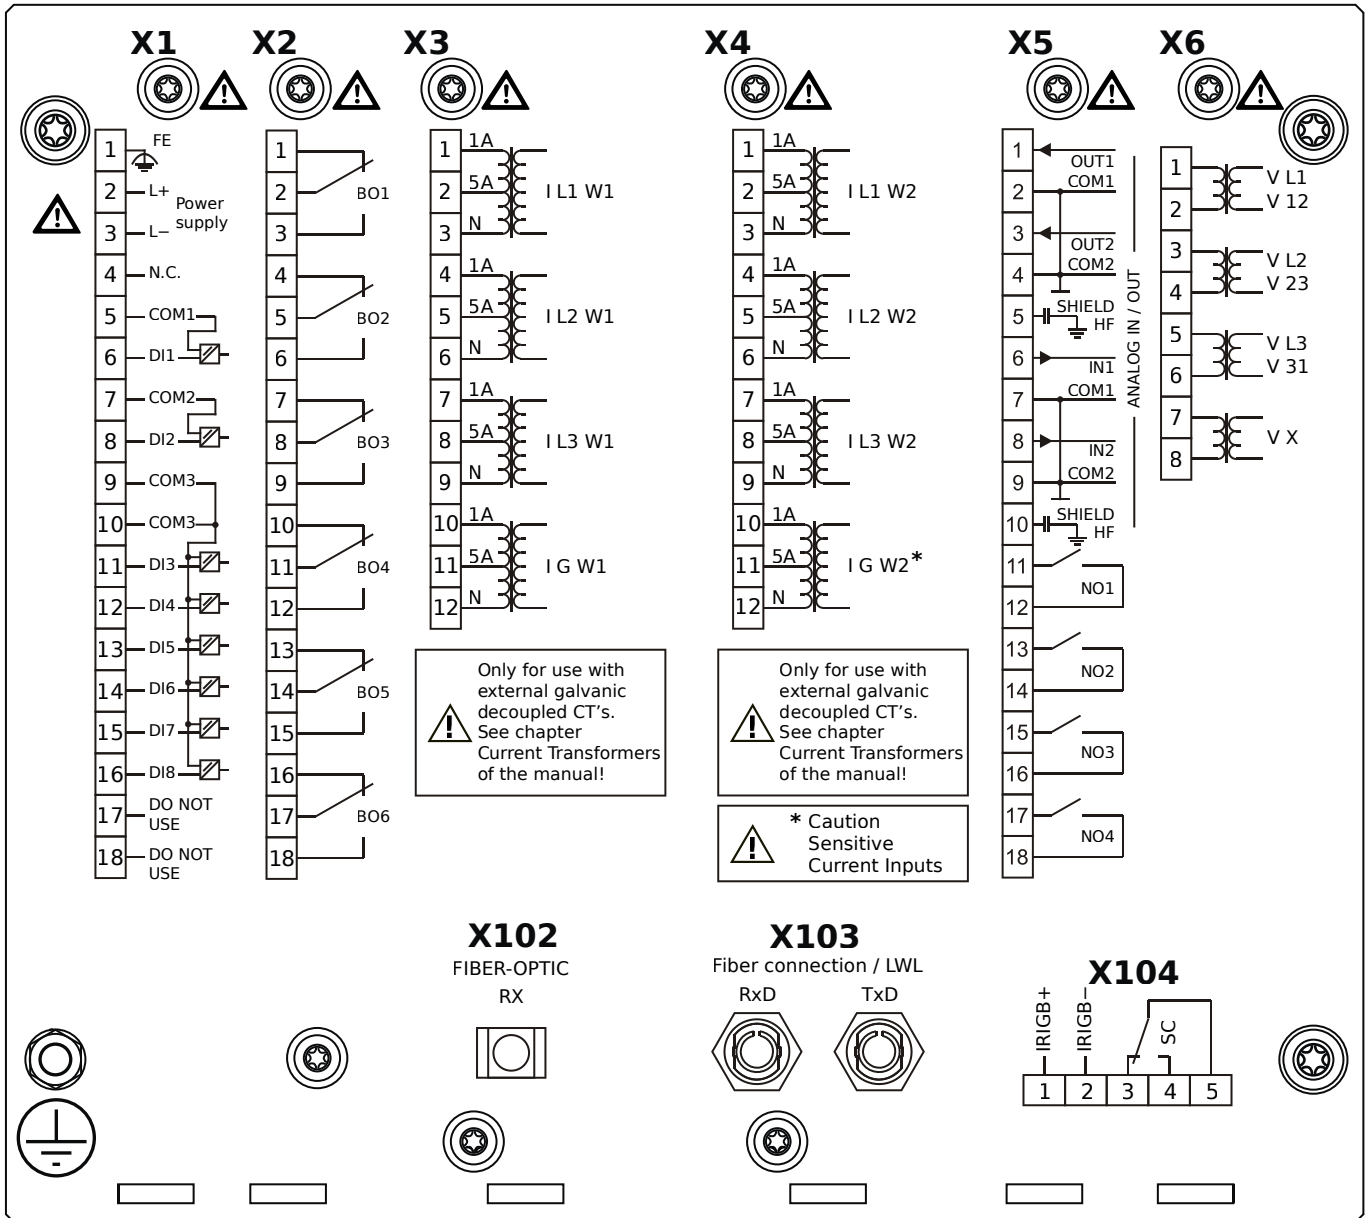 X1
X2
X3
X4
X5
X6
1 FE
2 L+ Power
3 L− supply
4 N.C.
5 COM1
6 DI1
7 COM2
8 DI2
9 COM3
10 COM3
11 DI3
12 DI4
13 DI5
14 DI6
15 DI7
16 DI8
17 DO NOT
USE
18 DO NOT
USE
1
2 BO1
3
4
5 BO2
6
7
8 BO3
9
10
11 BO4
12
13
14 BO5
15
16
17 BO6
18
1 1A
2 5A I L1 W1
3 N
4 1A
5 5A I L2 W1
6 N
7 1A
8 5A I L3 W1
9 N
10 1A
11 5A I G W1
12 N
Only for use with
external galvanic
decoupled CT's.
See chapter
Current Transformers
of the manual!
1 1A
2 5A I L1 W2
3 N
4 1A
5 5A I L2 W2
6 N
7 1A
8 5A I L3 W2
9 N
10 1A
11 5A I G W2*
12 N
Only for use with
external galvanic
decoupled CT's.
See chapter
Current Transformers
of the manual!
* Caution
Sensitive
Current Inputs
1 OUT1
2 COM1
3 OUT2
4 COM2
5 SHIELD
HF
6 IN1
7 COM1
8 IN2
9 COM2
10 SHIELD
HF
ANALOG IN / OUT
11
NO1
12
13
NO2
14
15
NO3
16
17
NO4
18
1 V L1
2 V 12
3 V L2
4 V 23
5 V L3
6 V 31
7
V X
8
X102
FIBER-OPTIC
RX
X103
Fiber connection / LWL
RxD TxD
X104
IRIGB+
IRIGB−
SC
1 2 3 4 5